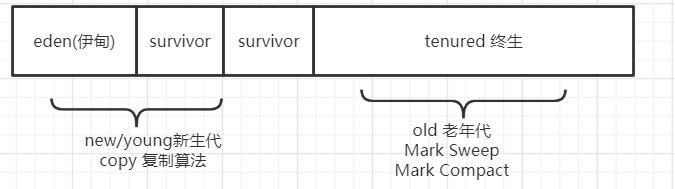 eden(伊甸)
survivor
survivor
tenured 终生
new/young新生代
copy 复制算法
old 老年代
Mark Sweep
Mark Compact